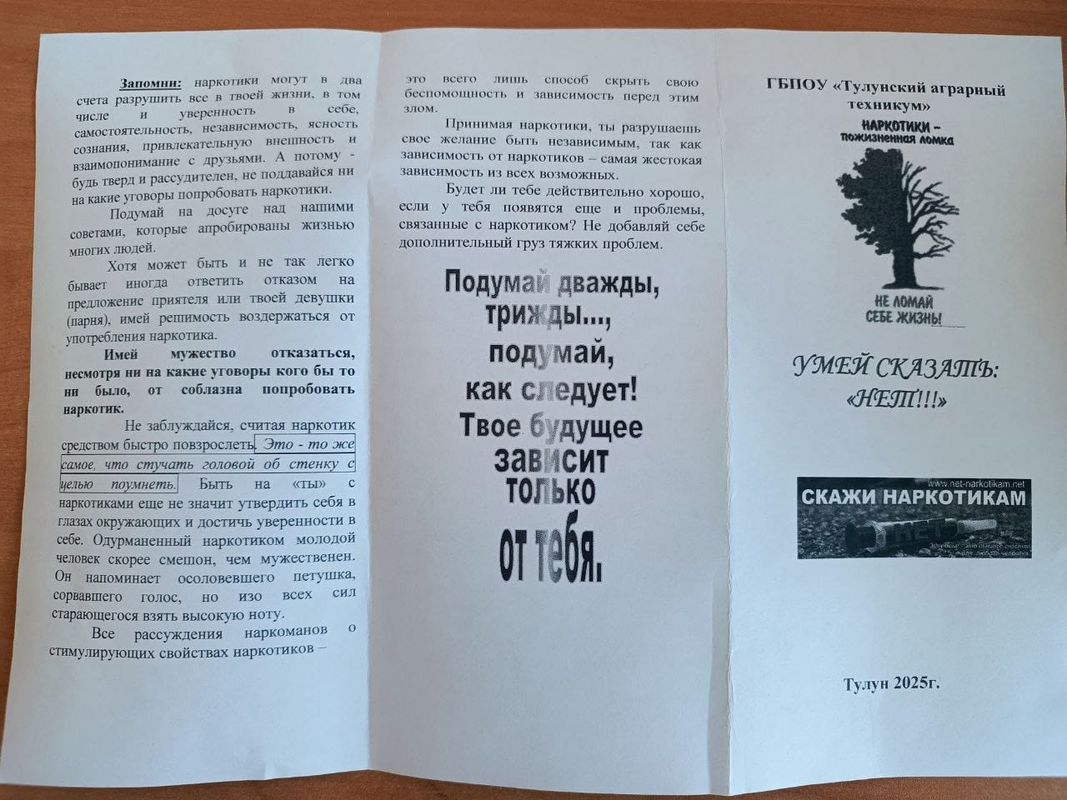 Запомни: наркотики могут в два
счета разрушить все в твоей жизни, в том
числе и уверенность в себе,
самостоятельность, независимость, ясность
сознания, привлекательную внешность и
взаимопонимание с друзьями. А потому -
будь тверд и рассудителен, не поддавайся ни
на какие уговоры попробовать наркотики.
Подумай на досуге над нашими
советами, которые апробированы жизнью
многих людей.
Хотя может быть и не так легко
бывает иногда ответить отказом на
предложение приятеля или твоей девушки
(парня), имей решимость воздержаться от
употребления наркотика.
Имей мужество отказаться,
несмотря ни на какие уговоры кого бы то
ни было, от соблазна попробовать
наркотик.
Не заблуждайся, считая наркотик
средством быстро повзрослеть. Это - то же
самое, что стучать головой об стенку с
целью поумнеть. Быть на «ты» с
наркотиками еще не значит утвердить себя в
глазах окружающих и достичь уверенности в
себе. Одурманенный наркотиком молодой
человек скорее смешон, чем мужественен.
Он напоминает осоловевшего петушка,
сорвавшего голос, но изо всех сил
старающегося взять высокую ноту.
Все рассуждения наркоманов о
стимулирующих свойствах наркотиков –
это всего лишь способ скрыть свою
беспомощность и зависимость перед этим
злом.
Принимая наркотики, ты разрушаешь
свое желание быть независимым, так как
зависимость от наркотиков – самая жестокая
зависимость из всех возможных.
Будет ли тебе действительно хорошо,
если у тебя появятся еще и проблемы,
связанные с наркотиком? Не добавляй себе
дополнительный груз тяжких проблем.
Подумай дважды,
трижды...,
подумай,
как следует!
Твое будущее
зависит
только
от тебя.
ГБПОУ «Тулунский аграрный
техникум»
НАРКОТИКИ –
пожизненная ломка
НЕ ЛОМАЙ
СЕБЕ ЖИЗНЬ!
УМЕЙ СКАЗАТЬ:
«НЕТ!!!»
www.net-narkotikam.net
СКАЖИ НАРКОТИКАМ
НЕТ
Тулун 2025г.